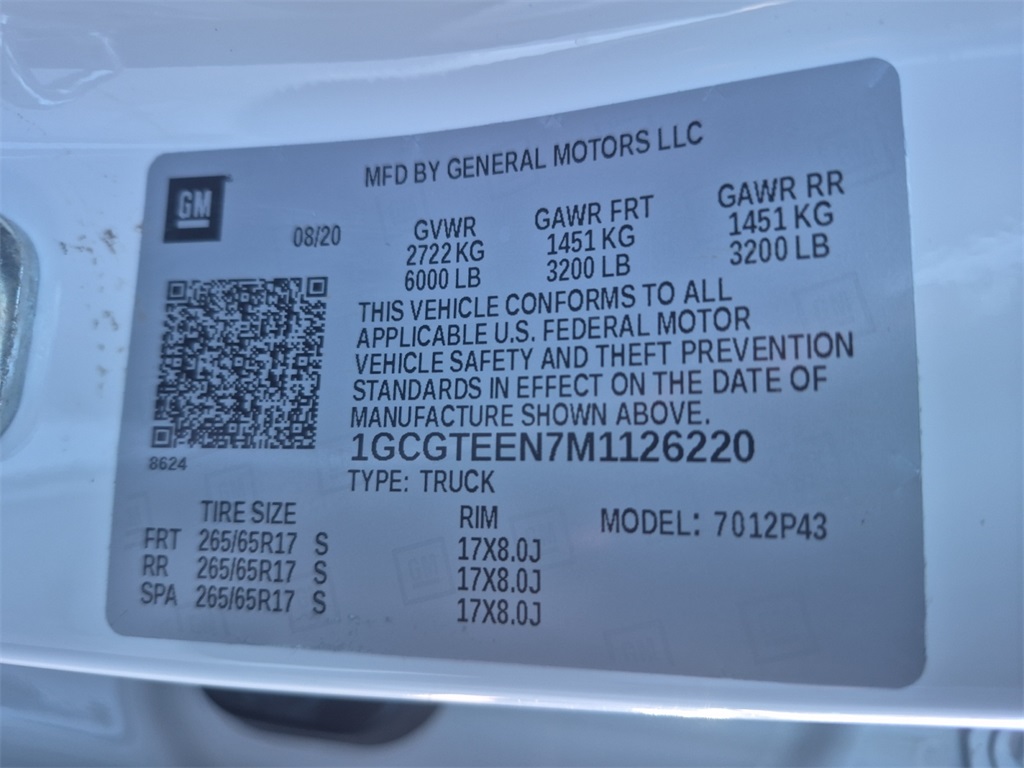 MFD BY GENERAL MOTORS LLC
GM
08/20
GVWR GAWR FRT GAWR RR
2722 KG 1451 KG 1451 KG
6000 LB 3200 LB 3200 LB
THIS VEHICLE CONFORMS TO ALL
APPLICABLE U.S. FEDERAL MOTOR
VEHICLE SAFETY AND THEFT PREVENTION
STANDARDS IN EFFECT ON THE DATE OF
MANUFACTURE SHOWN ABOVE.
1GCGTEEN7M1126220
8624
TYPE: TRUCK
TIRE SIZE RIM MODEL: 7012P43
FRT 265/65R17 S 17X8.0J
RR 265/65R17 S 17X8.0J
SPA 265/65R17 S 17X8.0J